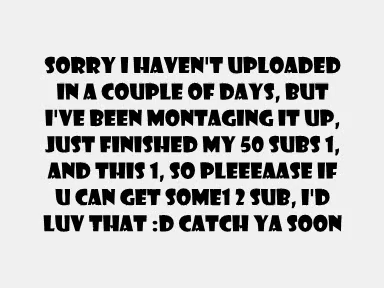 SORRY I HAVEN'T UPLOADED
IN A COUPLE OF DAYS, BUT
I'VE BEEN MONTAGING IT UP,
JUST FINISHED MY 50 SUBS 1,
AND THIS 1, SO PLEEEAASE IF
U CAN GET SOME1 2 SUB, I'D
LUV THAT :D CATCH YA SOON